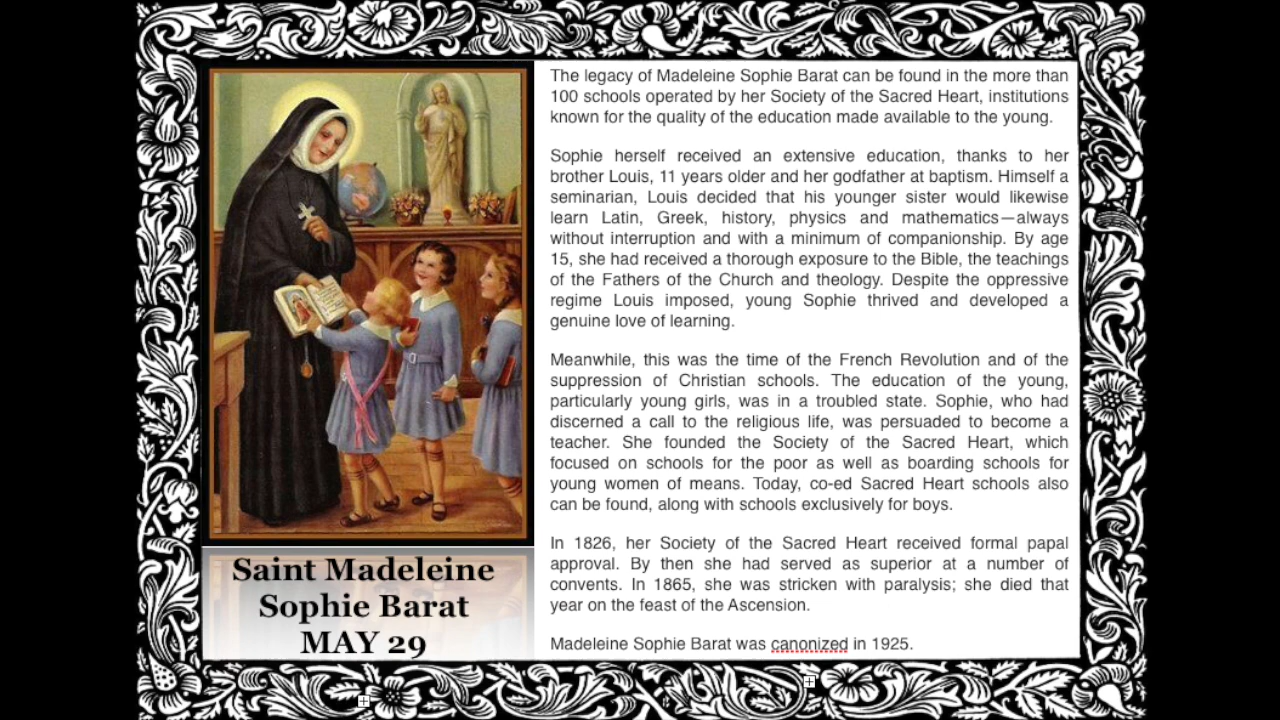 The legacy of Madeleine Sophie Barat can be found in the more than
100 schools operated by her Society of the Sacred Heart, institutions
known for the quality of the education made available to the young.
Sophie herself received an extensive education, thanks to her
brother Louis, 11 years older and her godfather at baptism. Himself a
seminarian, Louis decided that his younger sister would likewise
learn Latin, Greek, history, physics and mathematics—always
without interruption and with a minimum of companionship. By age
15, she had received a thorough exposure to the Bible, the teachings
of the Fathers of the Church and theology. Despite the oppressive
regime Louis imposed, young Sophie thrived and developed a
genuine love of learning.
Meanwhile, this was the time of the French Revolution and of the
suppression of Christian schools. The education of the young,
particularly young girls, was in a troubled state. Sophie, who had
discerned a call to the religious life, was persuaded to become a
teacher. She founded the Society of the Sacred Heart, which
focused on schools for the poor as well as boarding schools for
young women of means. Today, co-ed Sacred Heart schools also
can be found, along with schools exclusively for boys.
In 1826, her Society of the Sacred Heart received formal papal
approval. By then she had served as superior at a number of
convents. In 1865, she was stricken with paralysis; she died that
year on the feast of the Ascension.
Madeleine Sophie Barat was canonized in 1925.
Saint Madeleine
Sophie Barat
MAY 29